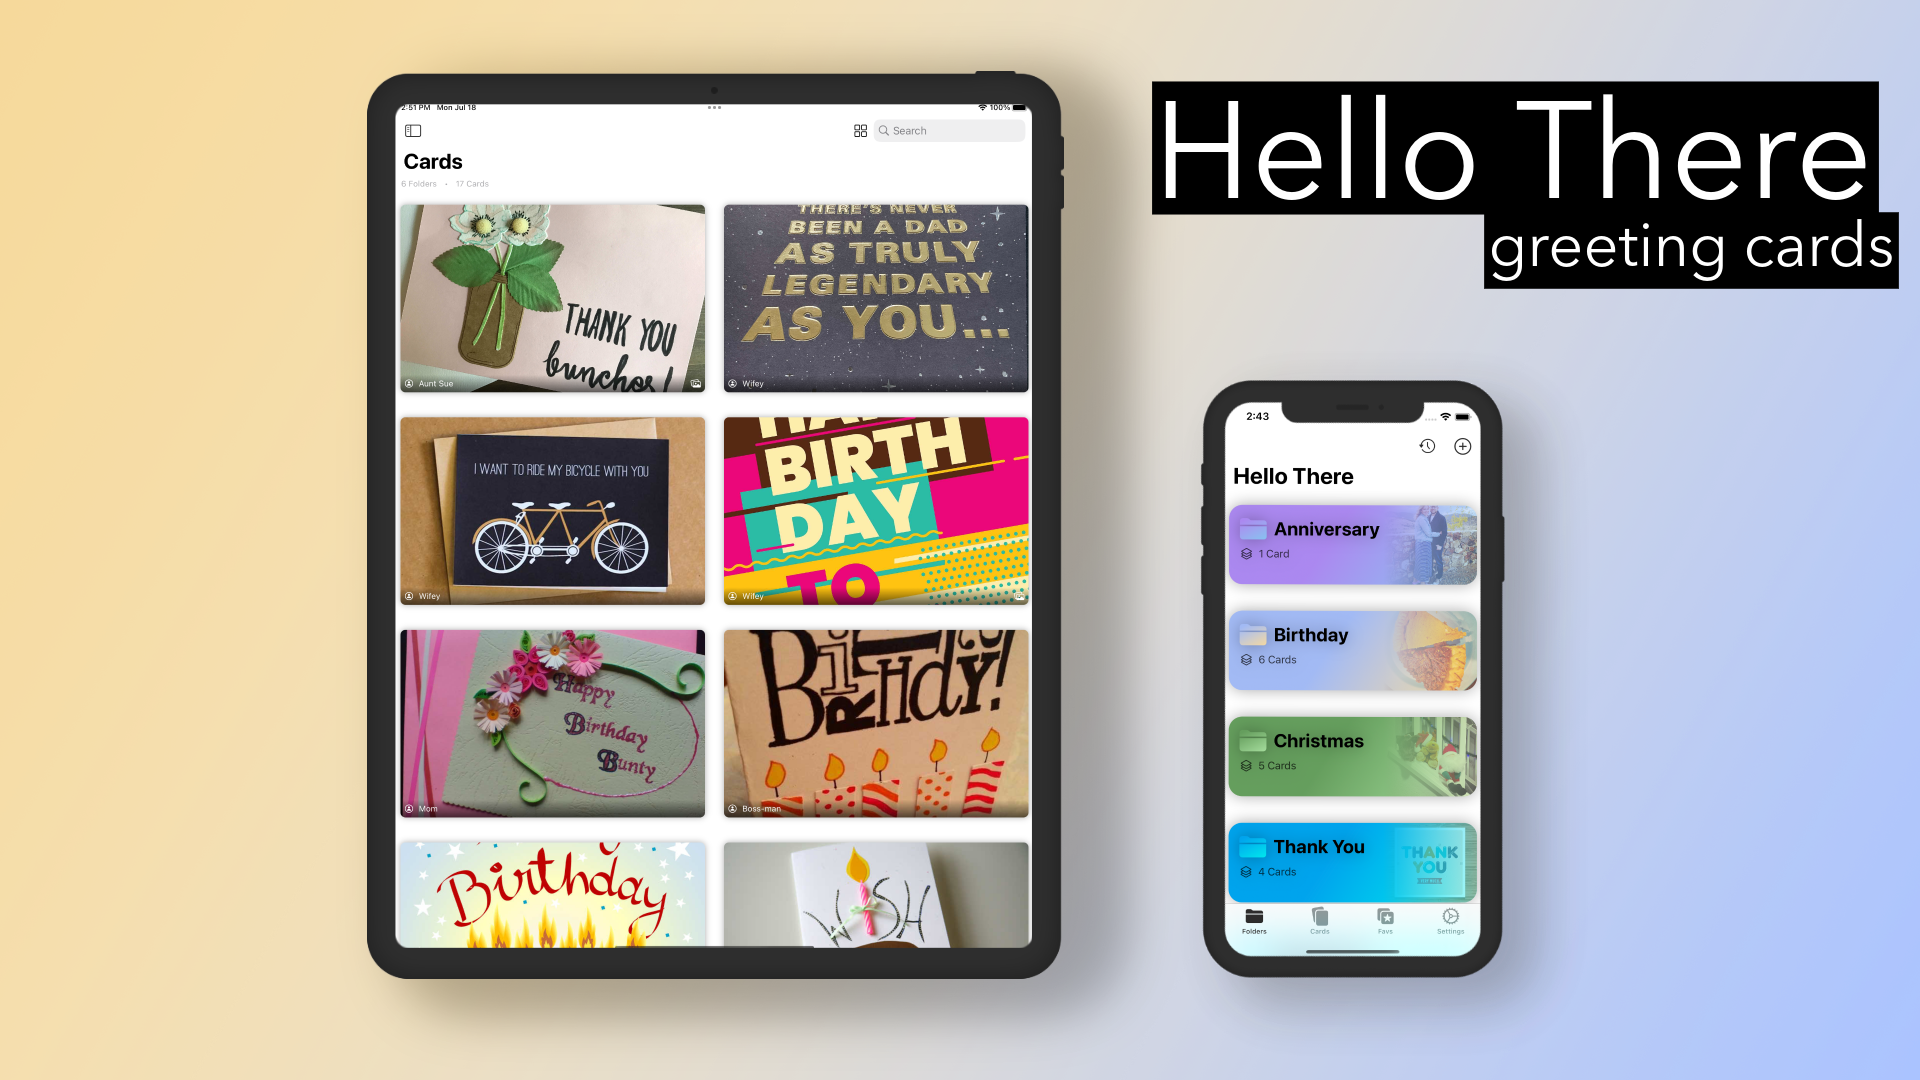 Hello There
greeting cards
2:51 PM Mon Jul 18
100%
Search
Cards
6 Folders • 17 Cards
THANK YOU
bunches!
Aunt Sue
THERE'S NEVER
BEEN A DAD
AS TRULY
LEGENDARY
AS YOU...
Wifey
I WANT TO RIDE MY BICYCLE WITH YOU
Wifey
BIRTH
DAY
TO
Wifey
Happy
Birthday
Bunty
Mom
BiRtHdaY!
Boss-man
Birthday
WISH
2:43
Hello There
Anniversary
1 Card
Birthday
6 Cards
Christmas
5 Cards
Thank You
4 Cards
THANK
YOU
Folders
Cards
Favs
Settings